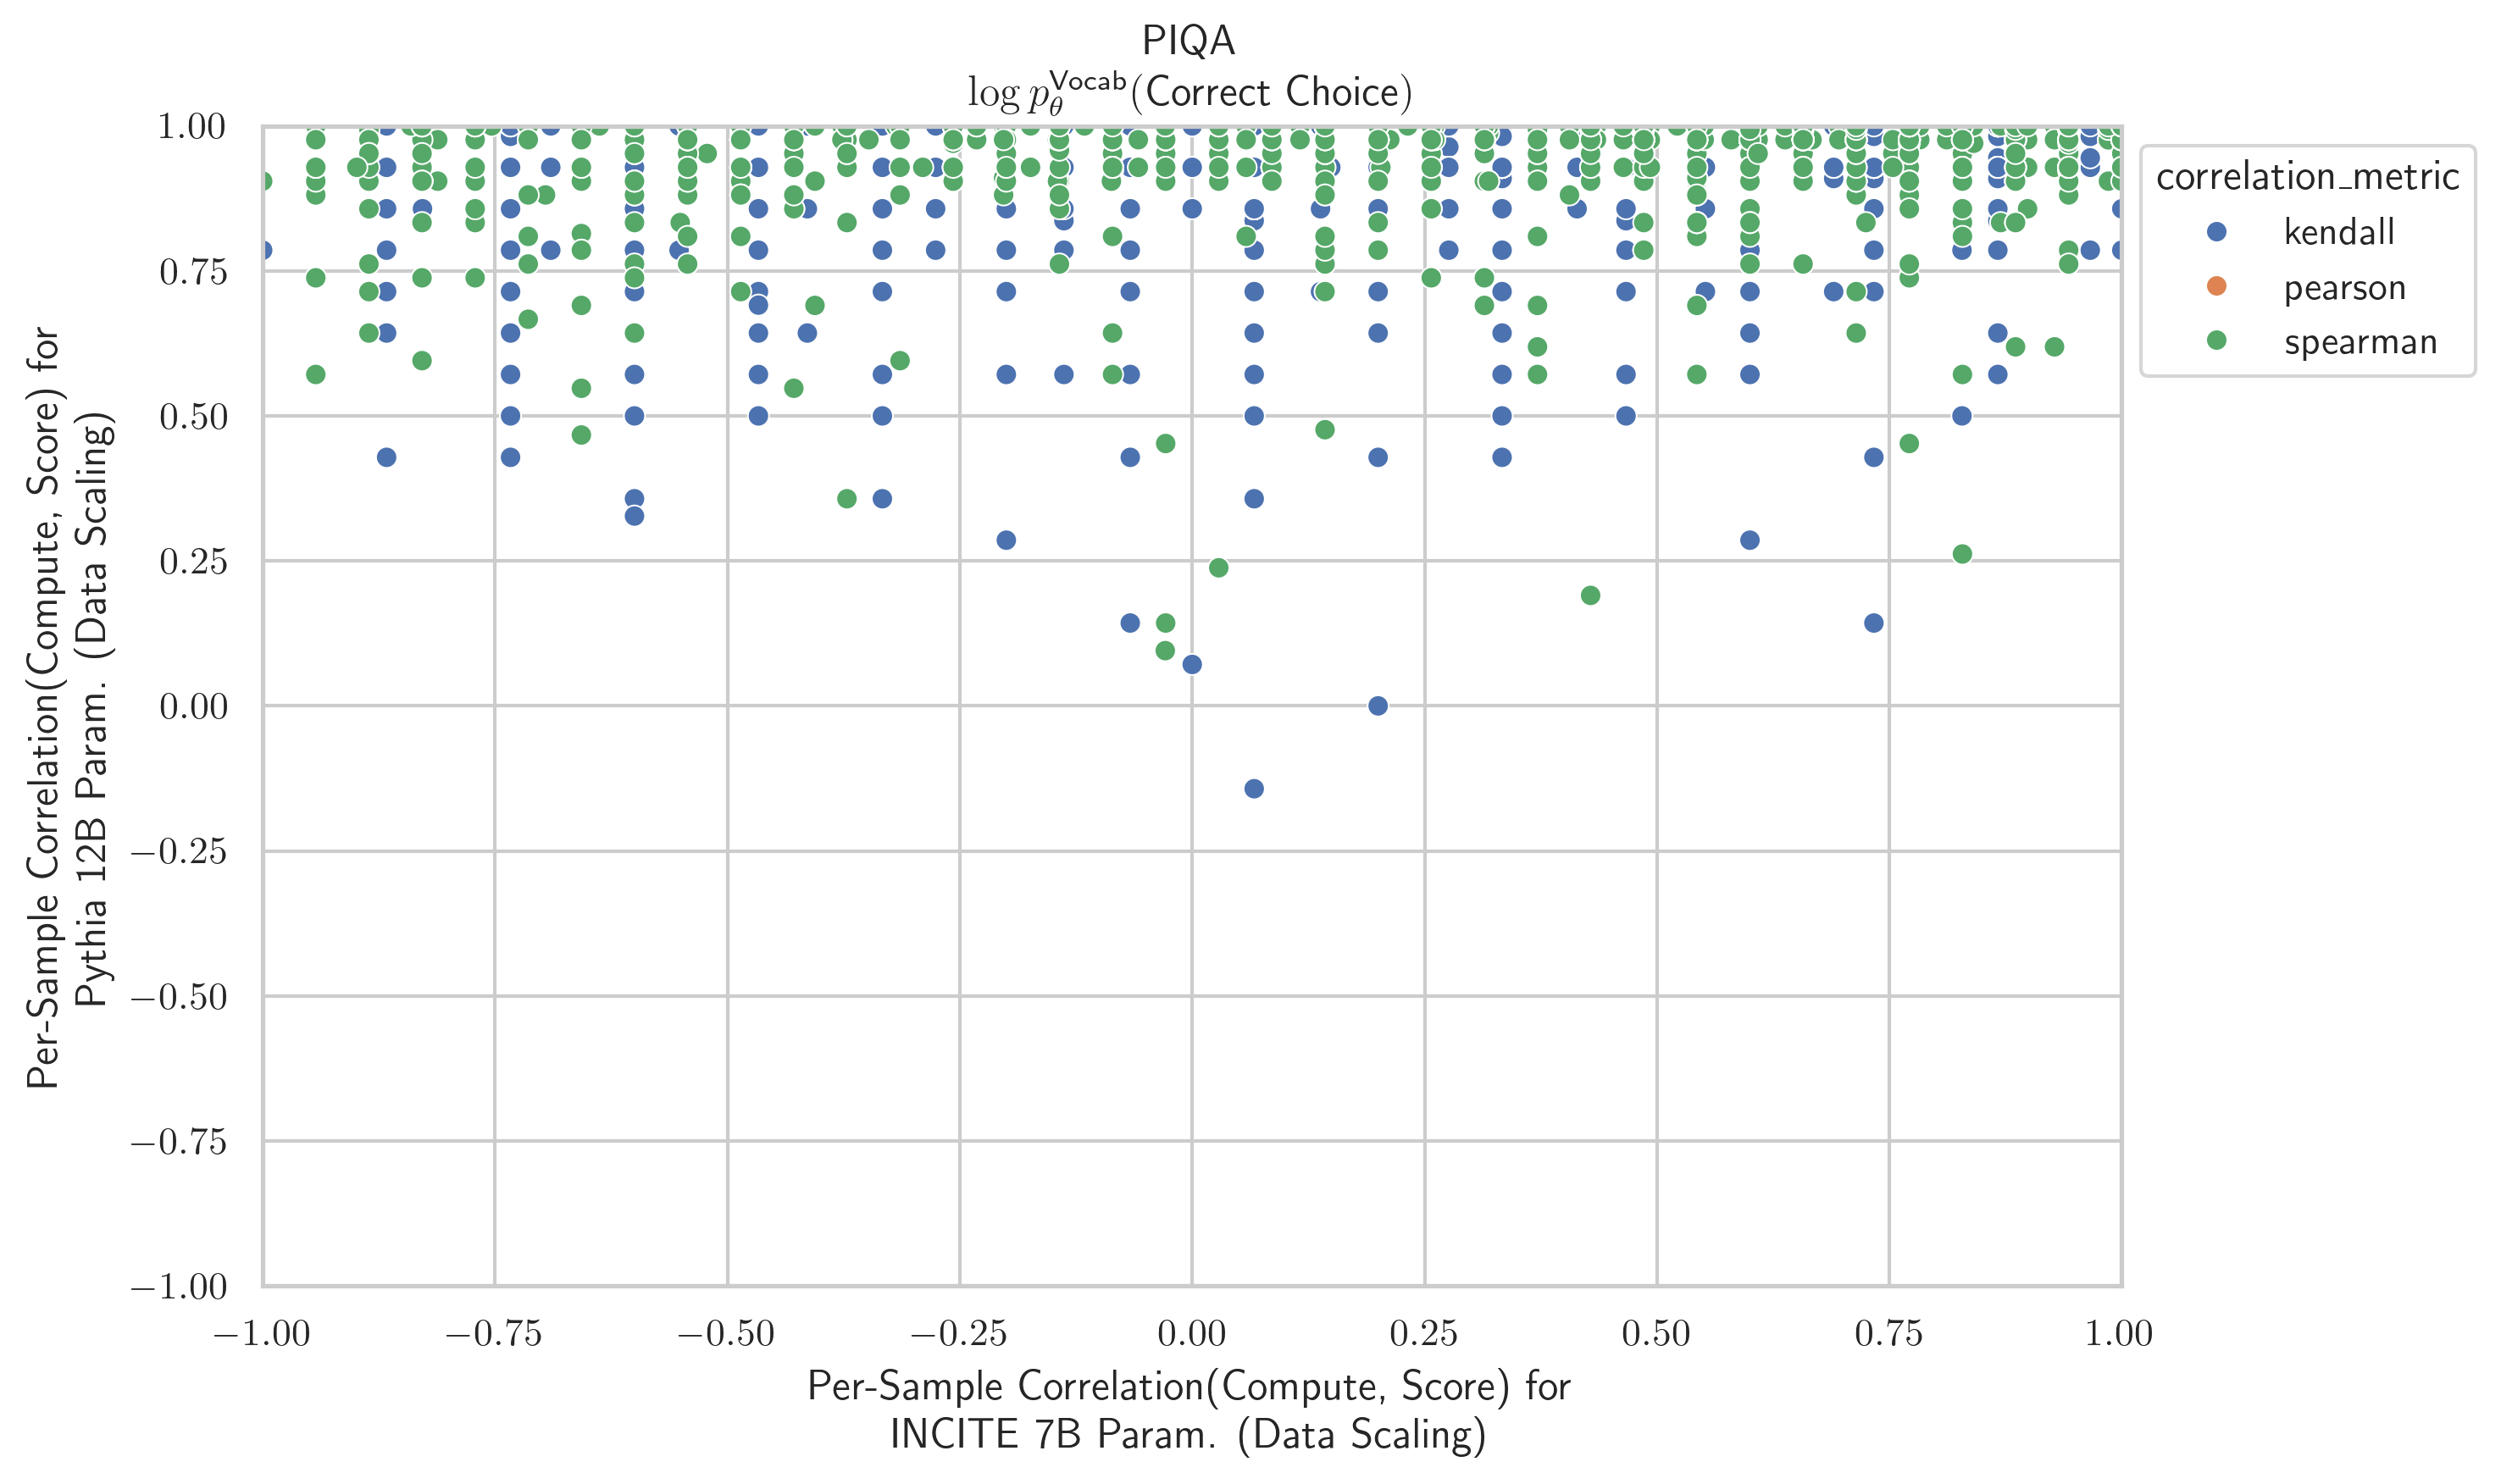 PIQA
log p_θ^Vocab(Correct Choice)
1.00
0.75
0.50
0.25
0.00
−0.25
−0.50
−0.75
−1.00
Per-Sample Correlation(Compute, Score) for
Pythia 12B Param. (Data Scaling)
−1.00 −0.75 −0.50 −0.25 0.00 0.25 0.50 0.75 1.00
Per-Sample Correlation(Compute, Score) for
INCITE 7B Param. (Data Scaling)
correlation_metric
kendall
pearson
spearman